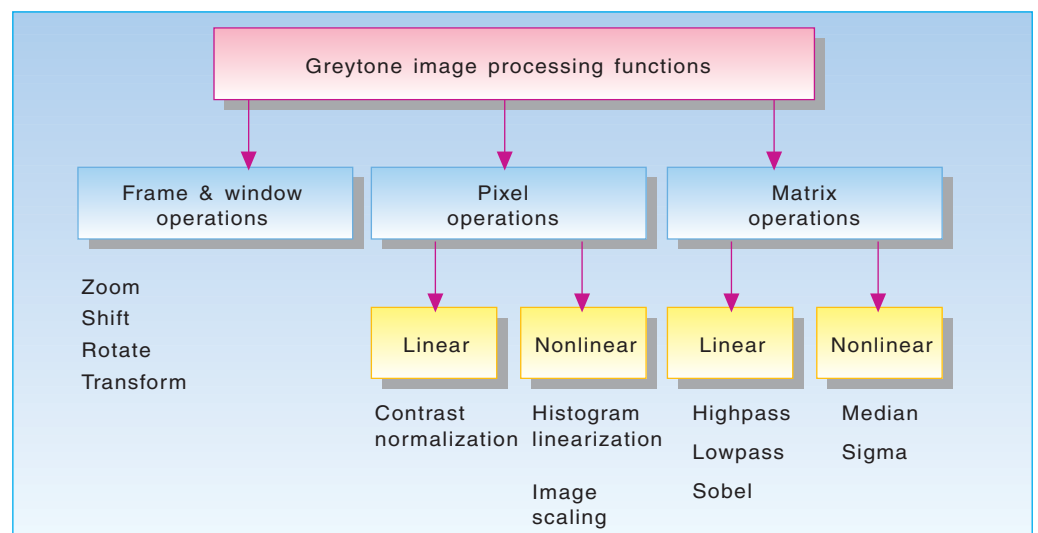 Greytone image processing functions
Frame & window
operations
Pixel
operations
Matrix
operations
Zoom
Shift
Rotate
Transform
Linear
Nonlinear
Linear
Nonlinear
Contrast
normalization
Histogram
linearization
Image
scaling
Highpass
Lowpass
Sobel
Median
Sigma